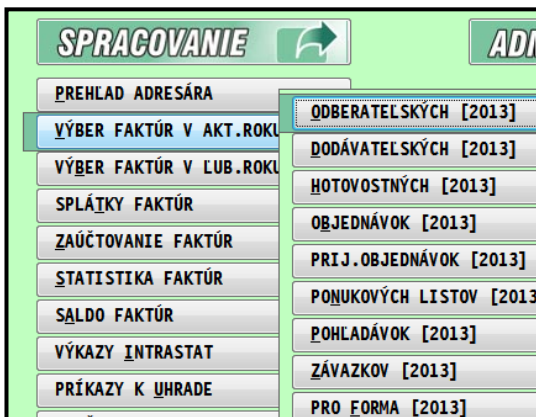 SPRACOVANIE
PREHĽAD ADRESÁRA
VÝBER FAKTÚR V AKT.ROKU
VÝBER FAKTÚR V ĽUB.ROKU
SPLÁTKY FAKTÚR
ZAÚČTOVANIE FAKTÚR
STATISTIKA FAKTÚR
SALDO FAKTÚR
VÝKAZY INTRASTAT
PRÍKAZY K UHRADE
ODBERATEĽSKÝCH [2013]
DODÁVATEĽSKÝCH [2013]
HOTOVOSTNÝCH [2013]
OBJEDNÁVOK [2013]
PRIJ.OBJEDNÁVOK [2013]
PONUKOVÝCH LISTOV [2013
POHĽADÁVOK [2013]
ZÁVAZKOV [2013]
PRO FORMA [2013]